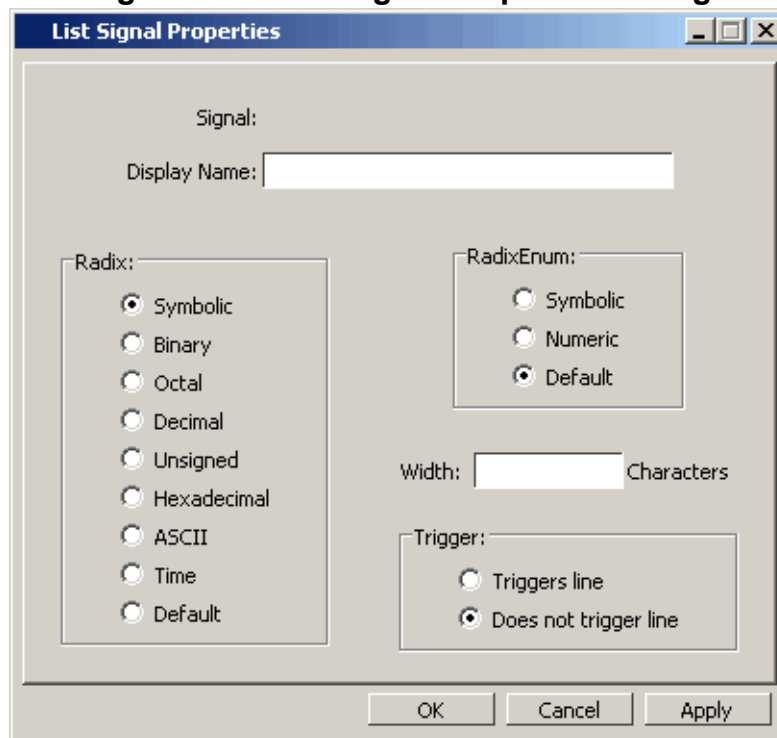 List Signal Properties
Signal:
Display Name:
Radix:
Symbolic
Binary
Octal
Decimal
Unsigned
Hexadecimal
ASCII
Time
Default
RadixEnum:
Symbolic
Numeric
Default
Width: Characters
Trigger:
Triggers line
Does not trigger line
OK Cancel Apply